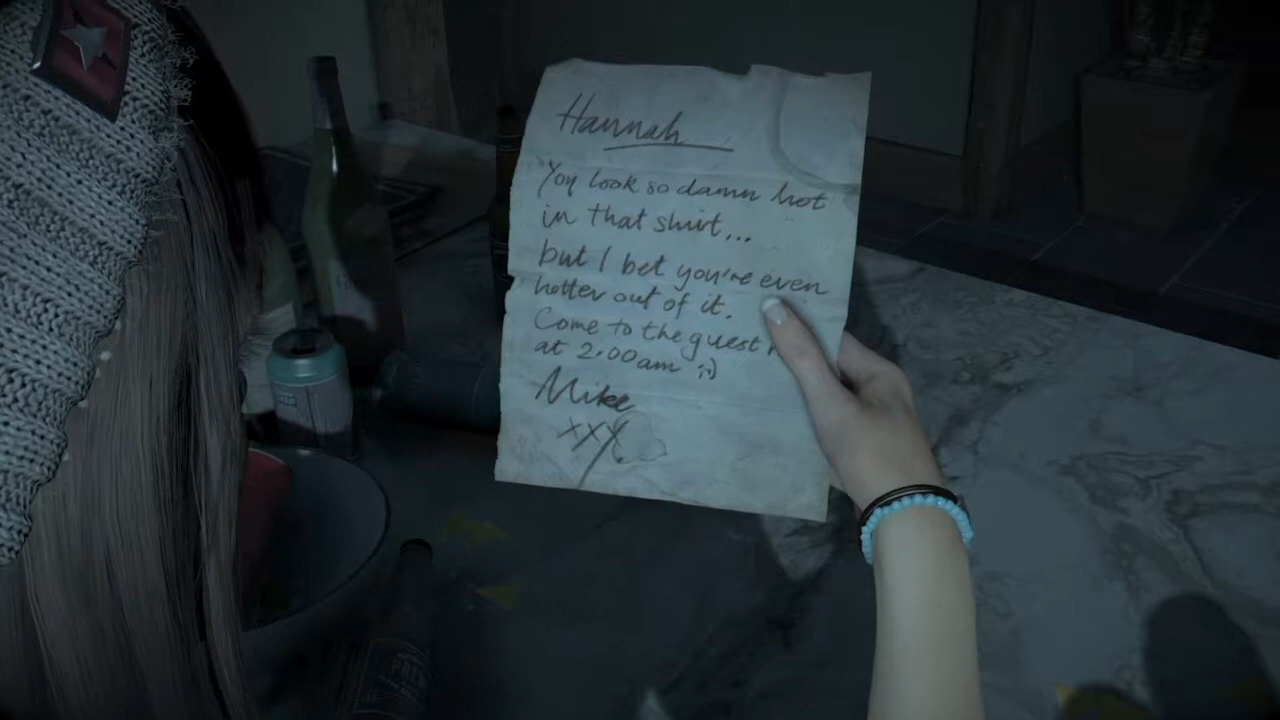 Hannah
You look so damn hot
in that shirt...
but I bet you're even
hotter out of it.
Come to the guest
at 2.00am ;)
Mike
xxx